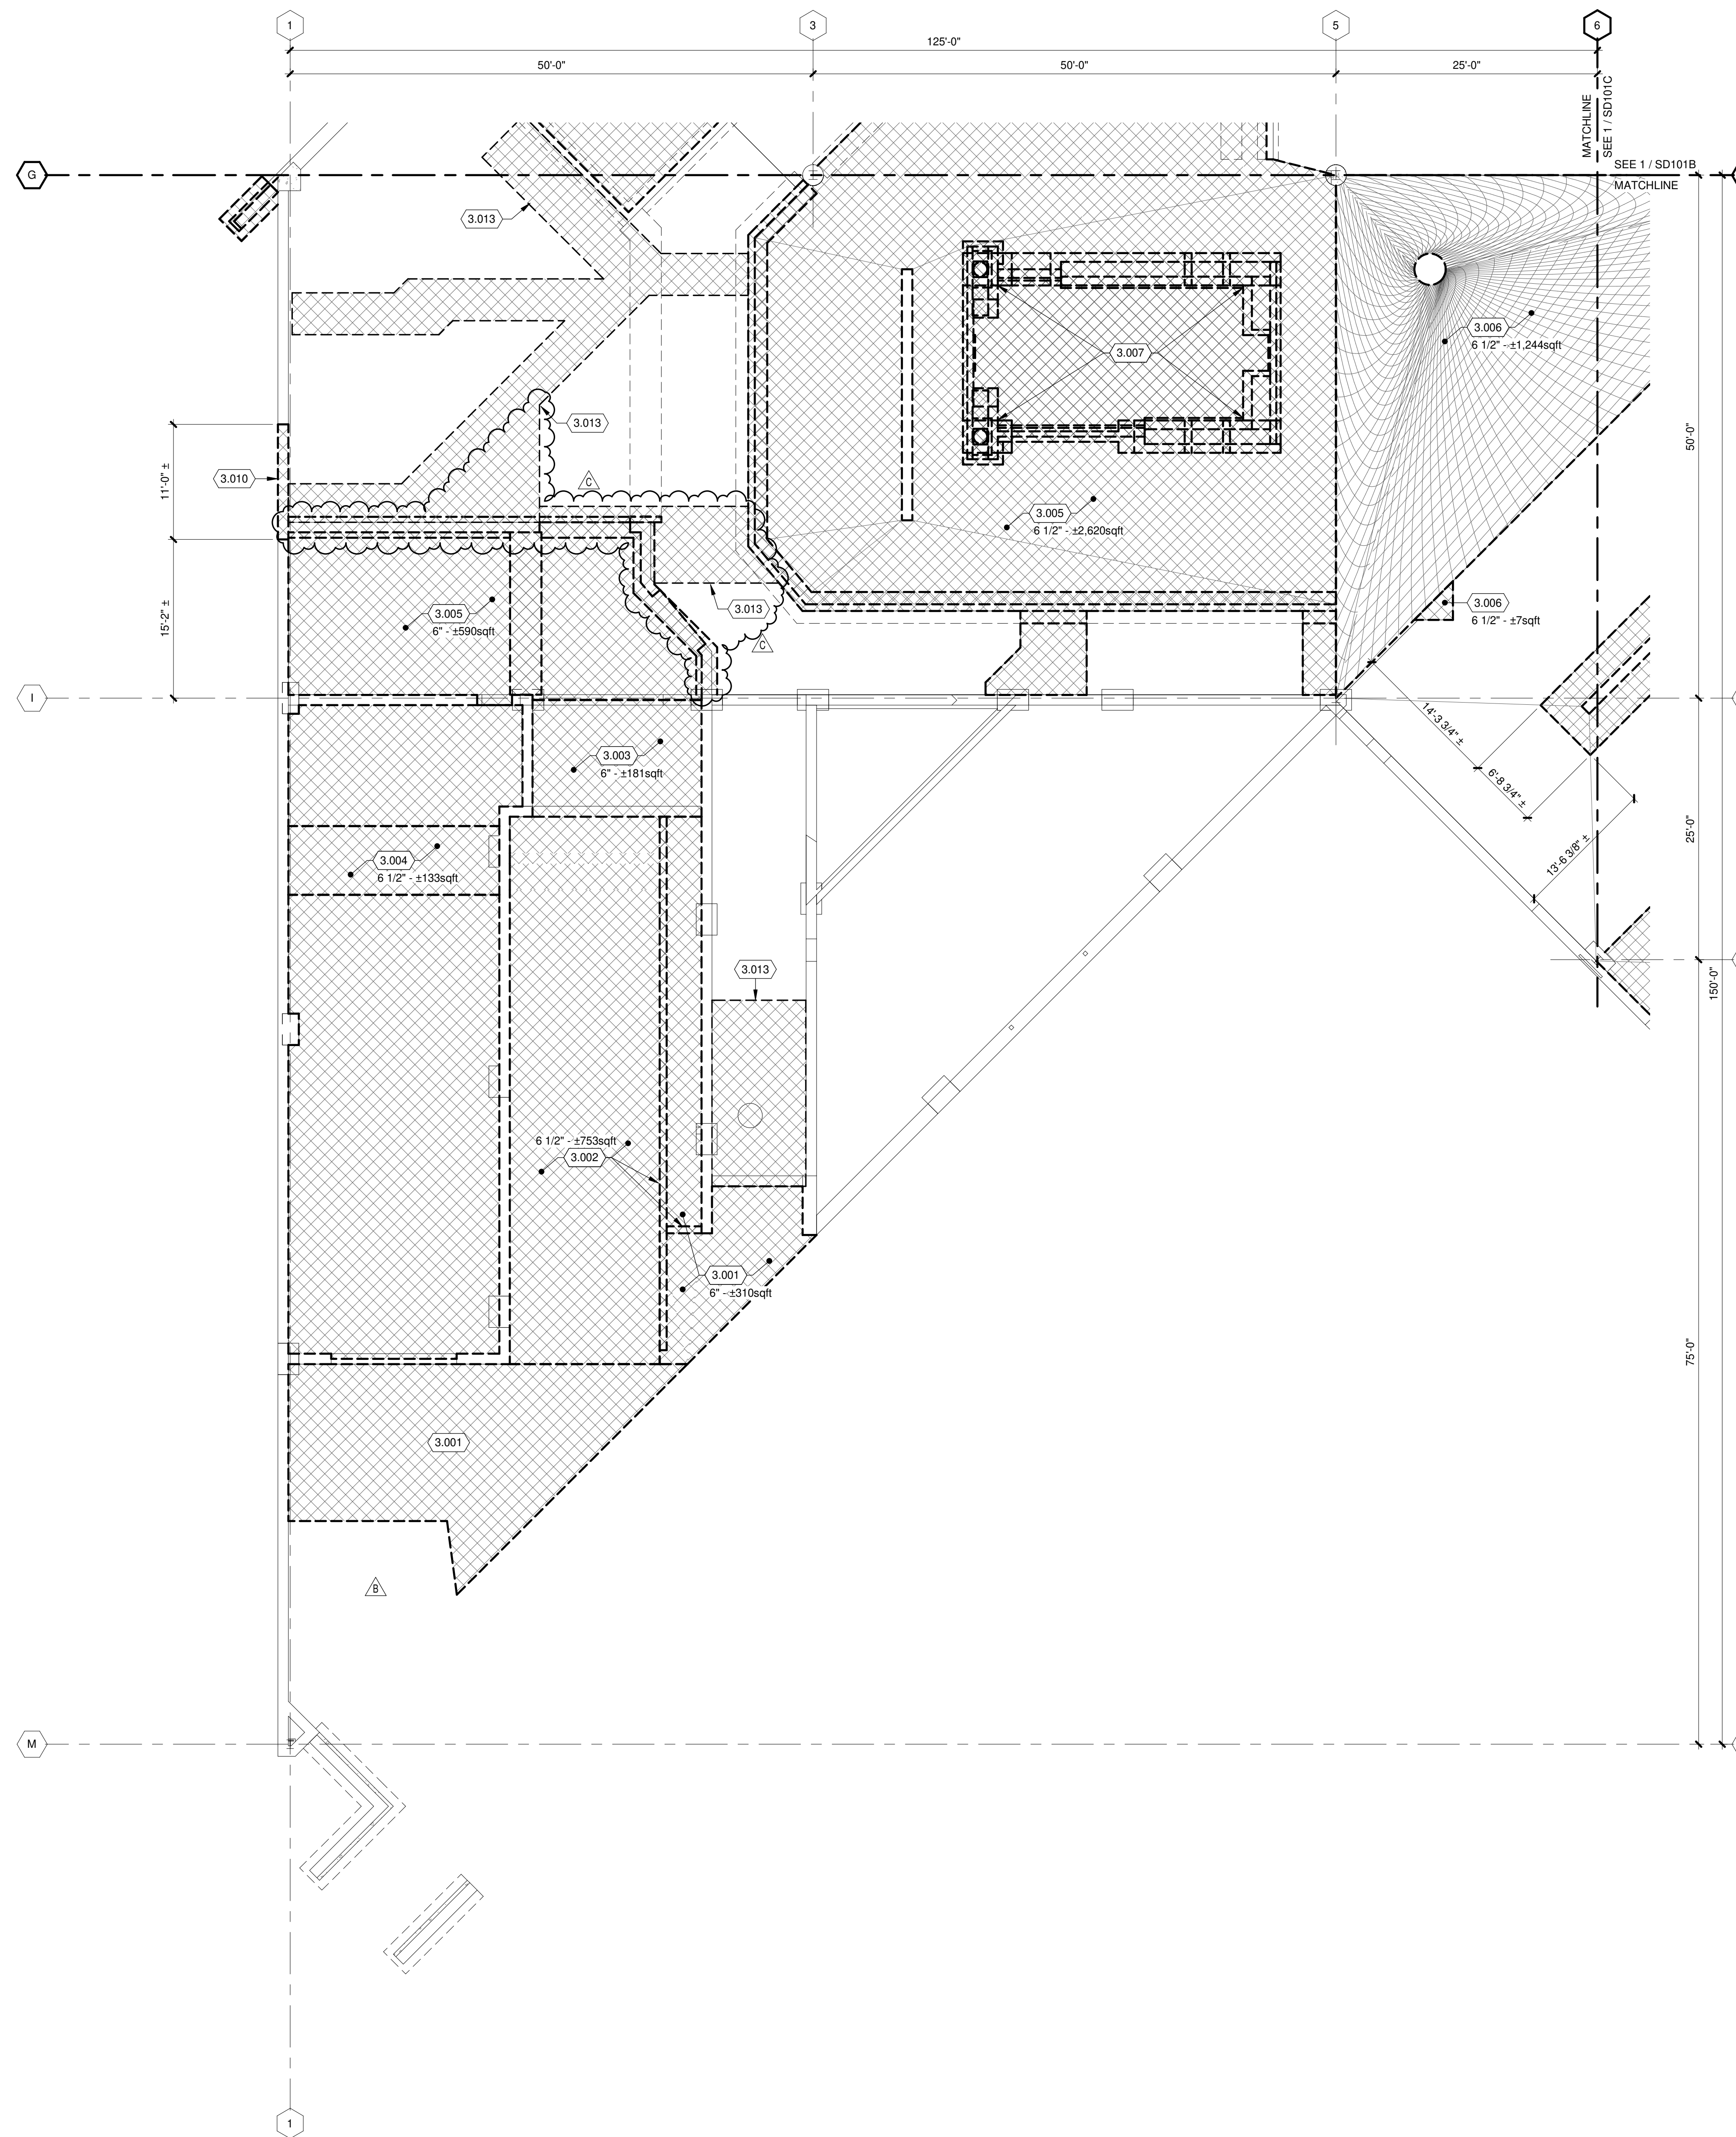 1
3
5
6
125'-0"
50'-0"
50'-0"
25'-0"
MATCHLINE
SEE 1 / SD101C
G
SEE 1 / SD101B
MATCHLINE
3.013
3.006
6 1/2" - ±1,244sqft
3.007
3.013
50'-0"
11'-0" ±
3.010
C
3.005
6 1/2" - ±2,620sqft
15'-2" ±
3.005
6" - ±590sqft
3.013
C
3.006
6 1/2" - ±7sqft
I
14'-3 3/4" ±
3.003
6" - ±181sqft
6'-8 3/4" ±
25'-0"
3.004
6 1/2" - ±133sqft
13'-6 3/8" ±
3.013
150'-0"
6 1/2" - ±753sqft
3.002
3.001
6" - ±310sqft
75'-0"
3.001
B
M
1